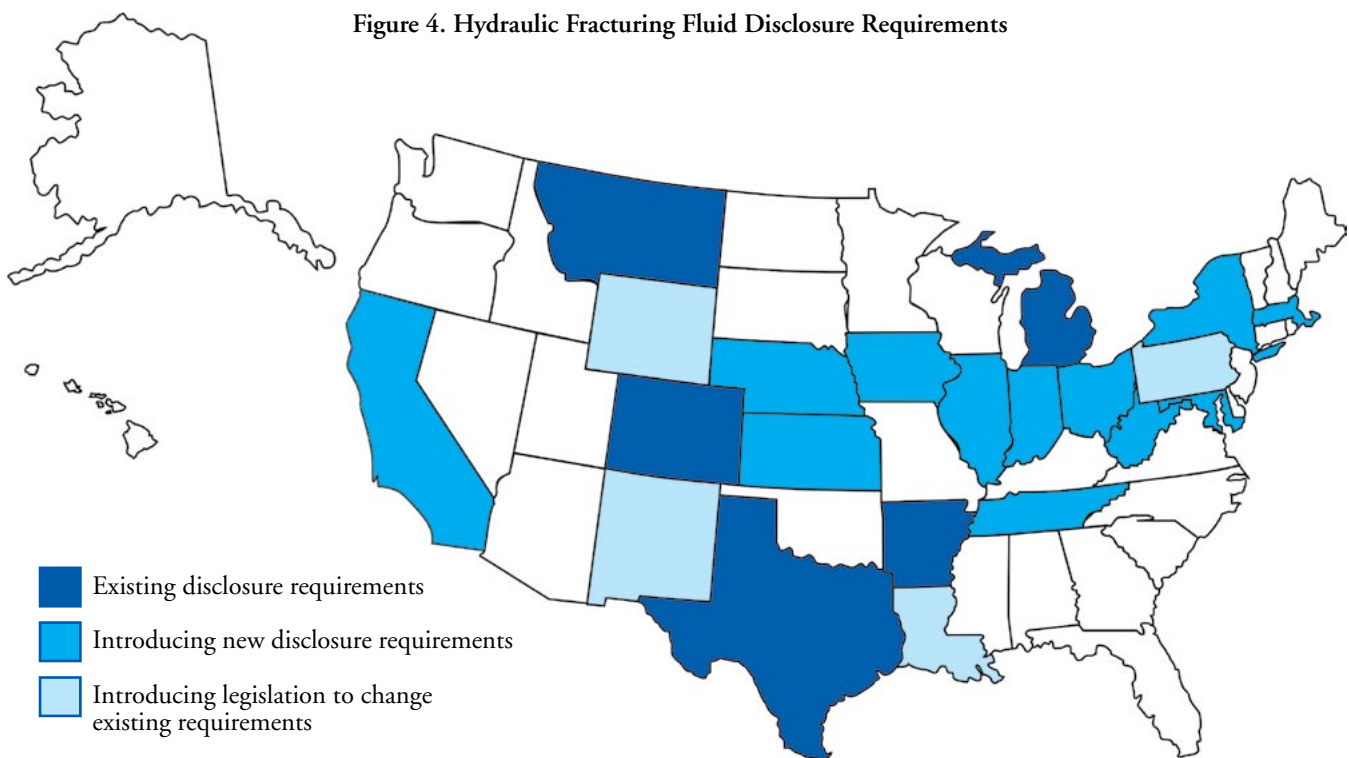 Figure 4. Hydraulic Fracturing Fluid Disclosure Requirements
Existing disclosure requirements
Introducing new disclosure requirements
Introducing legislation to change
existing requirements